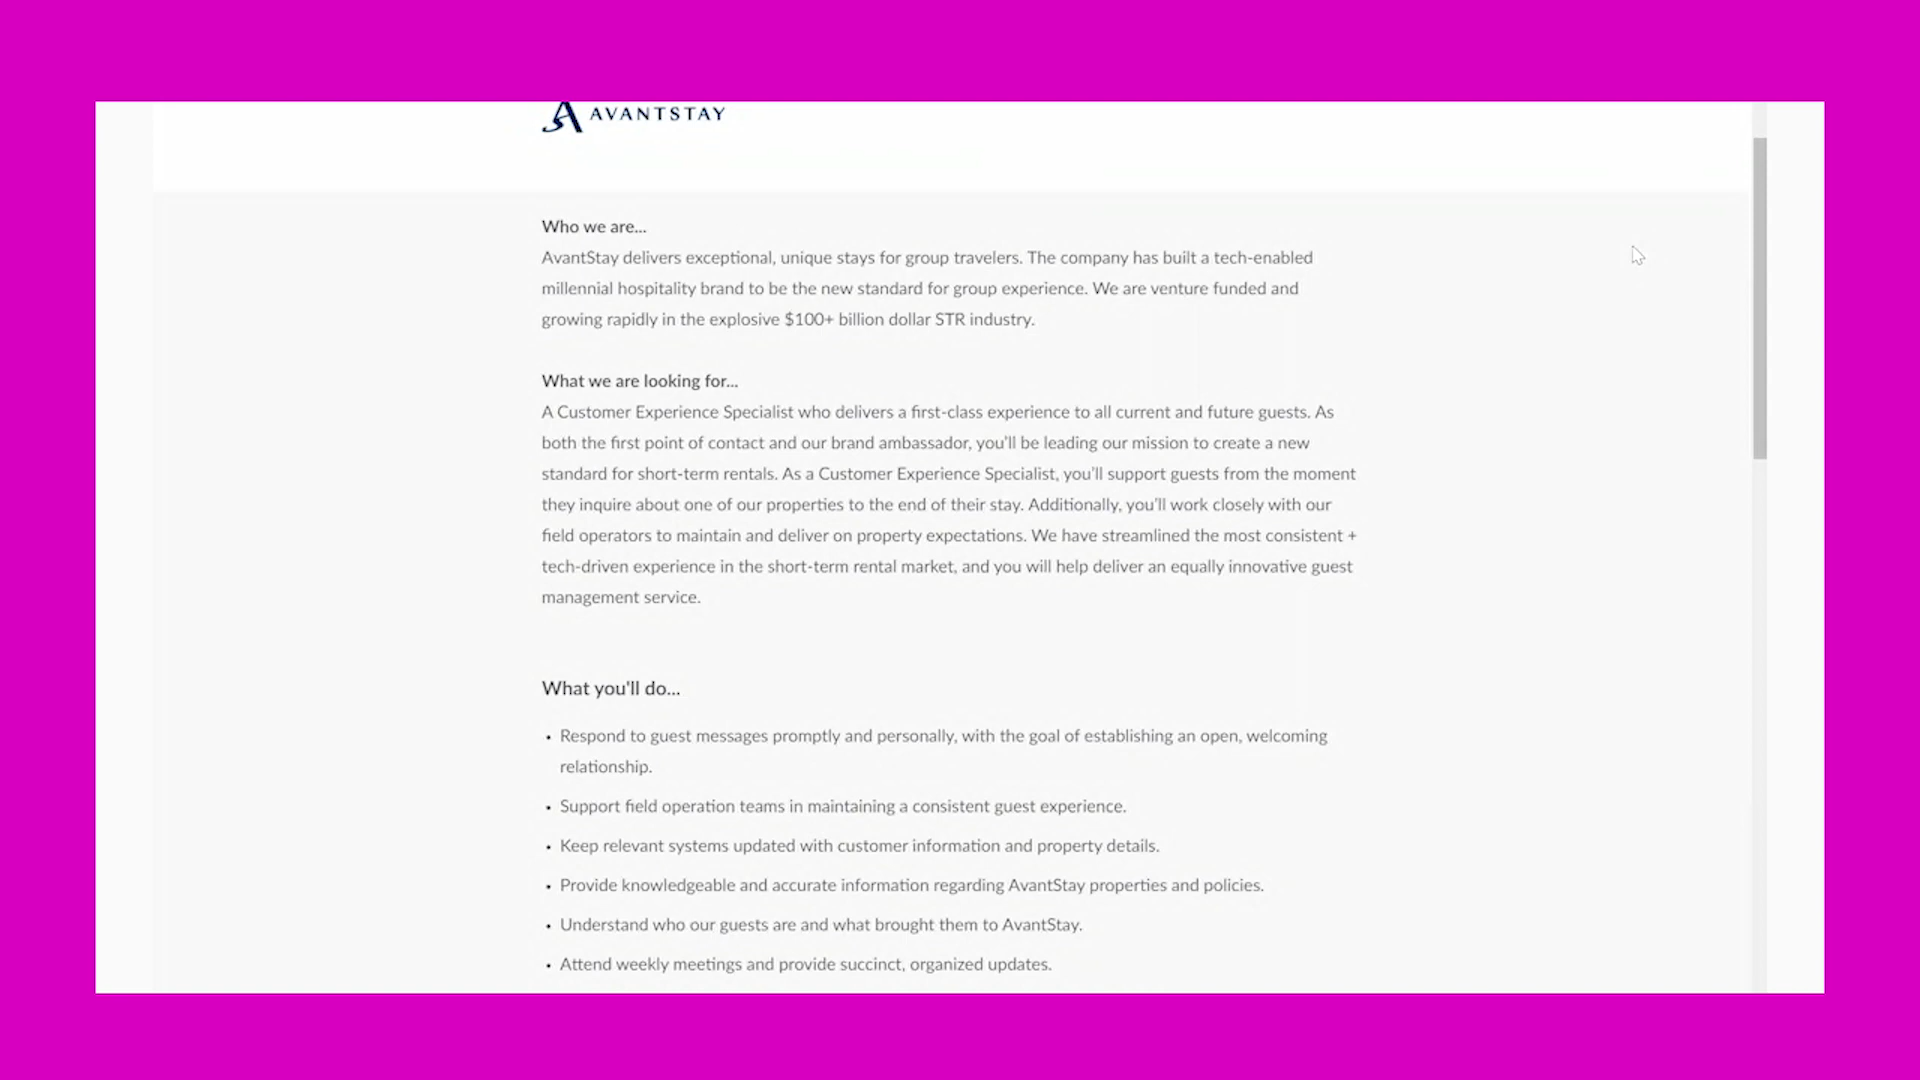 AVANTSTAY
Who we are...
AvantStay delivers exceptional, unique stays for group travelers. The company has built a tech-enabled
millennial hospitality brand to be the new standard for group experience. We are venture funded and
growing rapidly in the explosive $100+ billion dollar STR industry.
What we are looking for...
A Customer Experience Specialist who delivers a first-class experience to all current and future guests. As
both the first point of contact and our brand ambassador, you'll be leading our mission to create a new
standard for short-term rentals. As a Customer Experience Specialist, you'll support guests from the moment
they inquire about one of our properties to the end of their stay. Additionally, you'll work closely with our
field operators to maintain and deliver on property expectations. We have streamlined the most consistent +
tech-driven experience in the short-term rental market, and you will help deliver an equally innovative guest
management service.
What you'll do...
• Respond to guest messages promptly and personally, with the goal of establishing an open, welcoming
relationship.
• Support field operation teams in maintaining a consistent guest experience.
• Keep relevant systems updated with customer information and property details.
• Provide knowledgeable and accurate information regarding AvantStay properties and policies.
• Understand who our guests are and what brought them to AvantStay.
• Attend weekly meetings and provide succinct, organized updates.